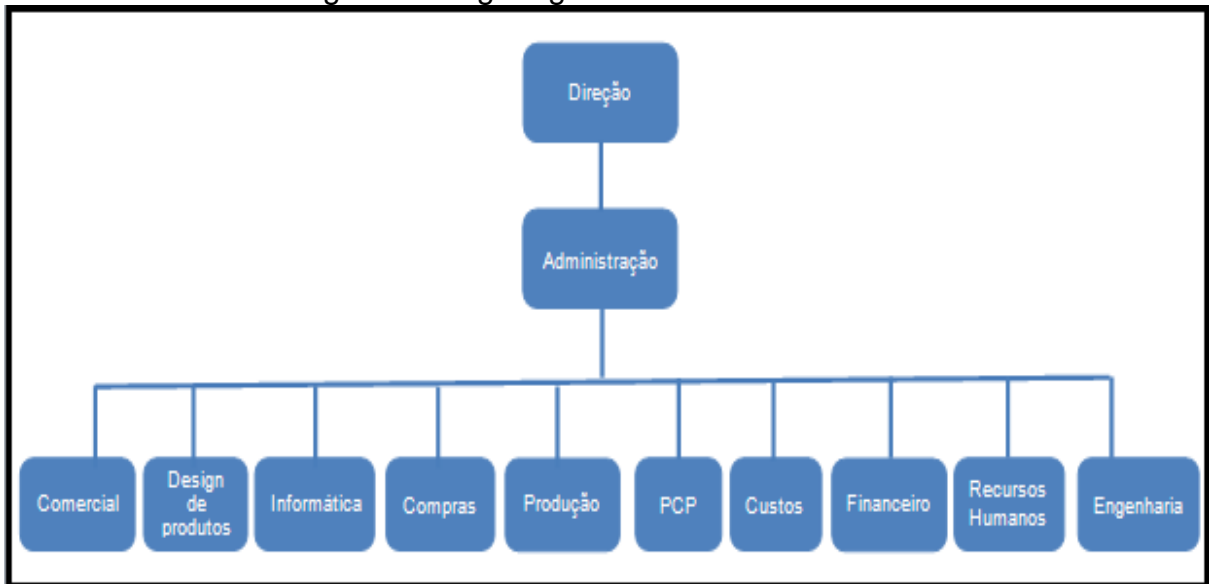 Direção
Administração
Comercial
Design
de
produtos
Informática
Compras
Produção
PCP
Custos
Financeiro
Recursos
Humanos
Engenharia